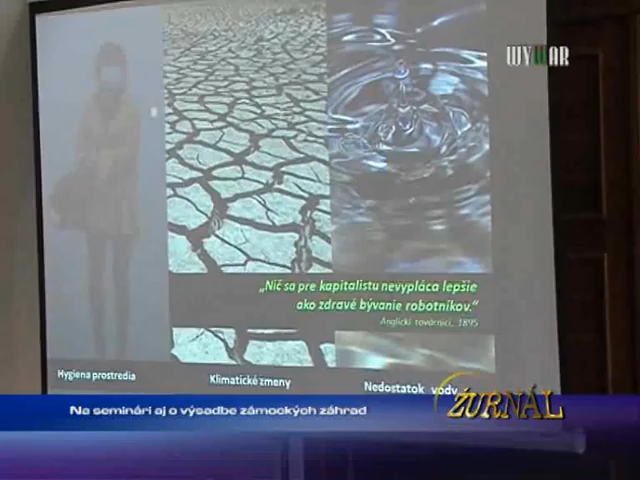 WYWAR
„Nič sa pre kapitalistu nevypláca lepšie
ako zdravé bývanie robotníkov.“
Anglickí továrnici, 1895
Hygiena prostredia
Klimatické zmeny
Nedostatok vody
Na seminári aj o výsadbe zámockých záhrad
ŽURNÁL